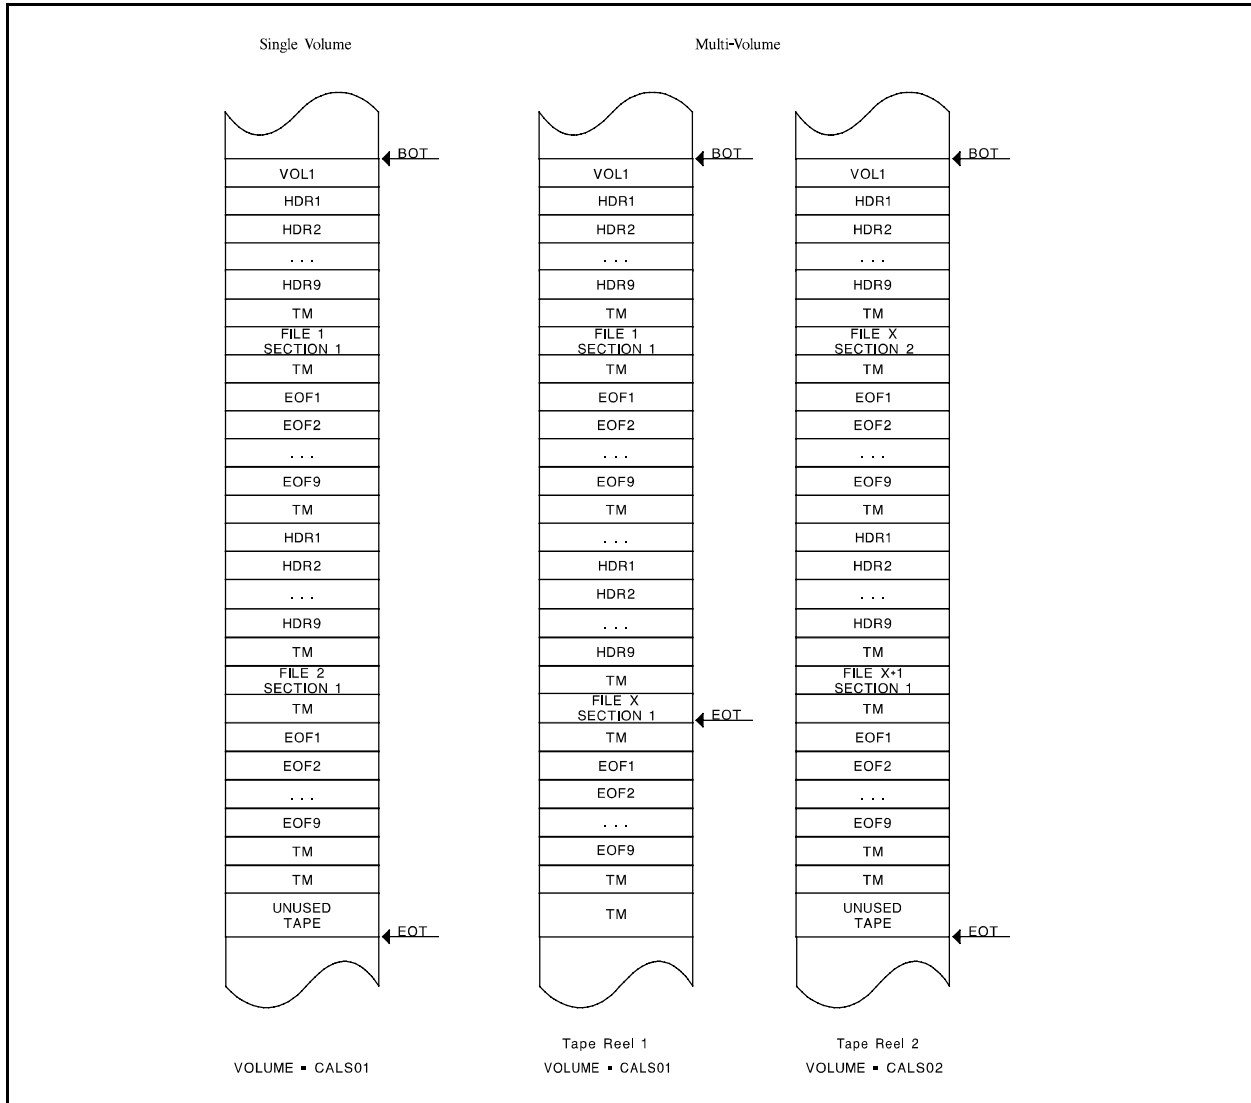 Single Volume
Multi-Volume
BOT
VOL1
HDR1
HDR2
. . .
HDR9
TM
FILE 1
SECTION 1
TM
EOF1
EOF2
. . .
EOF9
TM
HDR1
HDR2
. . .
HDR9
TM
FILE 2
SECTION 1
TM
EOF1
EOF2
. . .
EOF9
TM
TM
UNUSED
TAPE
EOT
VOLUME = CALS01
BOT
VOL1
HDR1
HDR2
. . .
HDR9
TM
FILE 1
SECTION 1
TM
EOF1
EOF2
. . .
EOF9
TM
. . .
HDR1
HDR2
. . .
HDR9
TM
FILE X
SECTION 1
EOT
TM
EOF1
EOF2
. . .
EOF9
TM
TM
Tape Reel 1
VOLUME = CALS01
BOT
VOL1
HDR1
HDR2
. . .
HDR9
TM
FILE X
SECTION 2
TM
EOF1
EOF2
. . .
EOF9
TM
HDR1
HDR2
. . .
HDR9
TM
FILE X+1
SECTION 1
TM
EOF1
EOF2
. . .
EOF9
TM
TM
UNUSED
TAPE
EOT
Tape Reel 2
VOLUME = CALS02